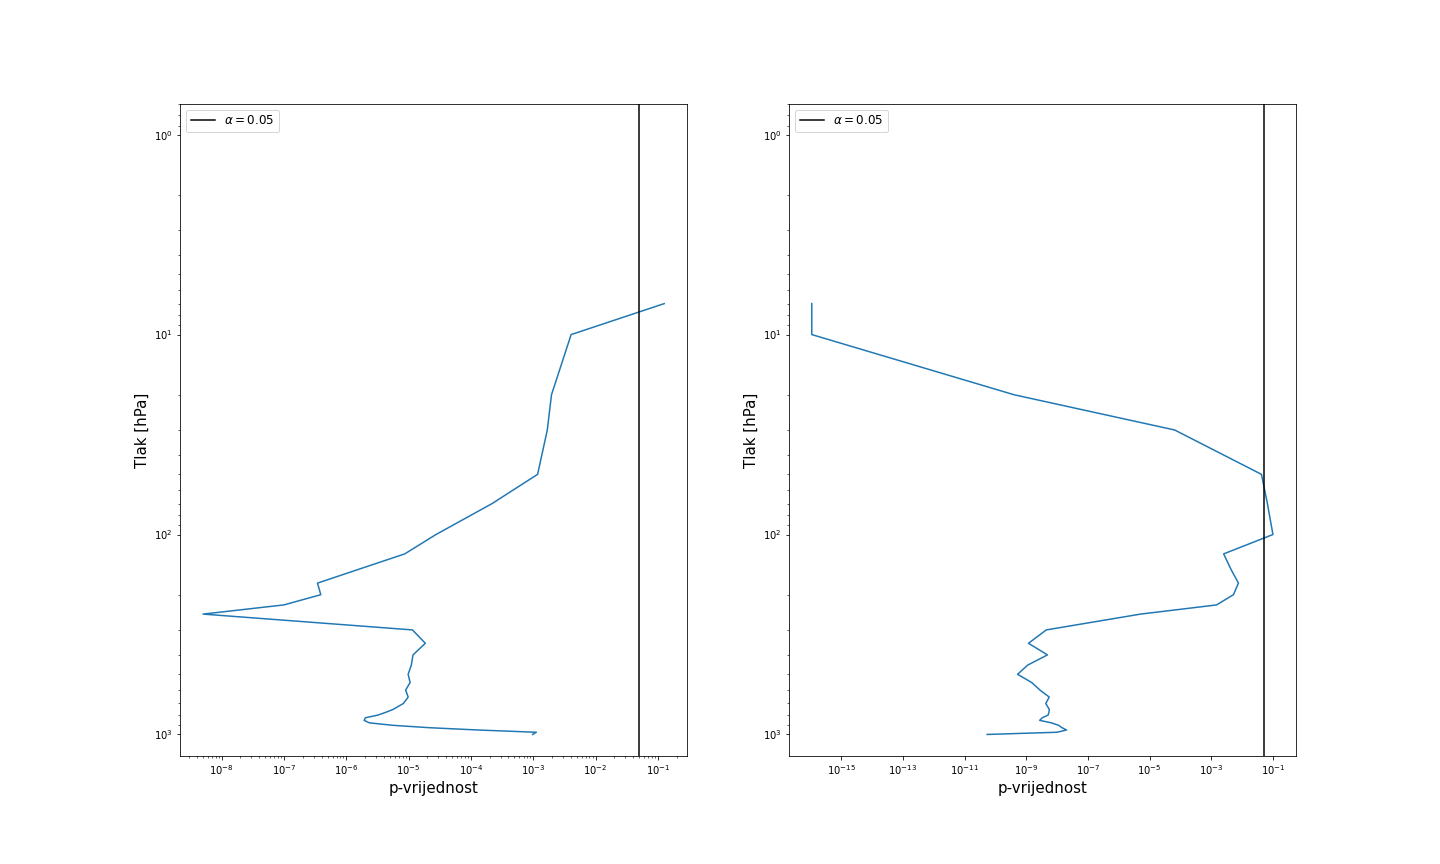 α = 0.05
10⁰
10¹
10²
10³
Tlak [hPa]
10⁻⁸ 10⁻⁷ 10⁻⁶ 10⁻⁵ 10⁻⁴ 10⁻³ 10⁻² 10⁻¹
p-vrijednost
α = 0.05
10⁰
10¹
10²
10³
Tlak [hPa]
10⁻¹⁵ 10⁻¹³ 10⁻¹¹ 10⁻⁹ 10⁻⁷ 10⁻⁵ 10⁻³ 10⁻¹
p-vrijednost